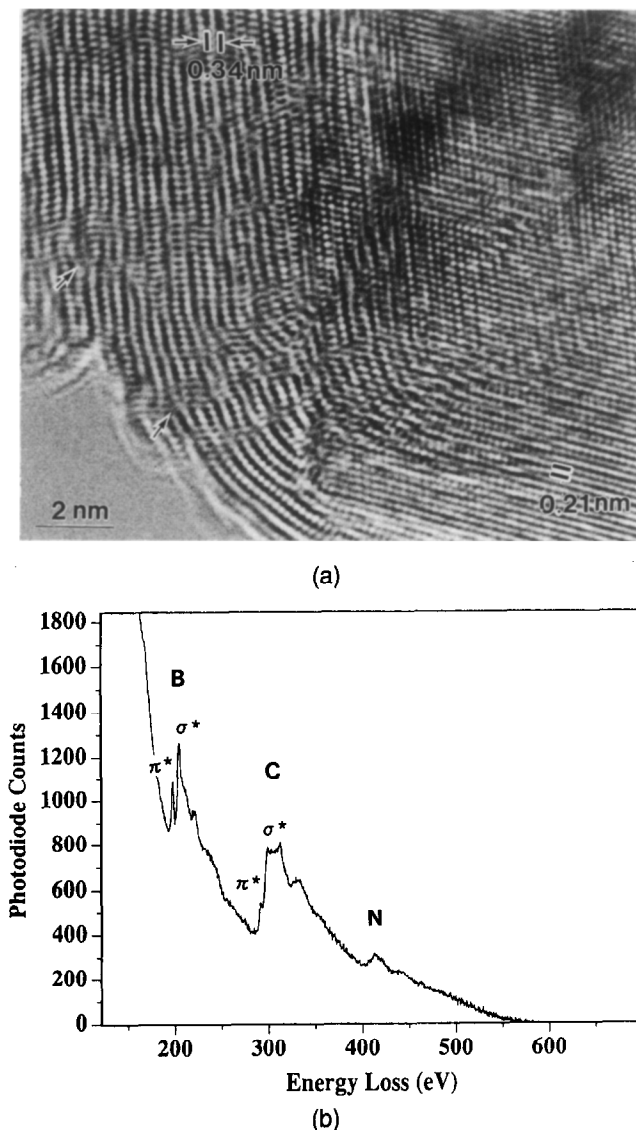 0.34nm
2 nm
0.21nm
(a)
1800
1600
1400
1200
1000
800
600
400
200
0
Photodiode Counts
B
π*
σ*
C
π*
σ*
N
200
300
400
500
600
Energy Loss (eV)
(b)